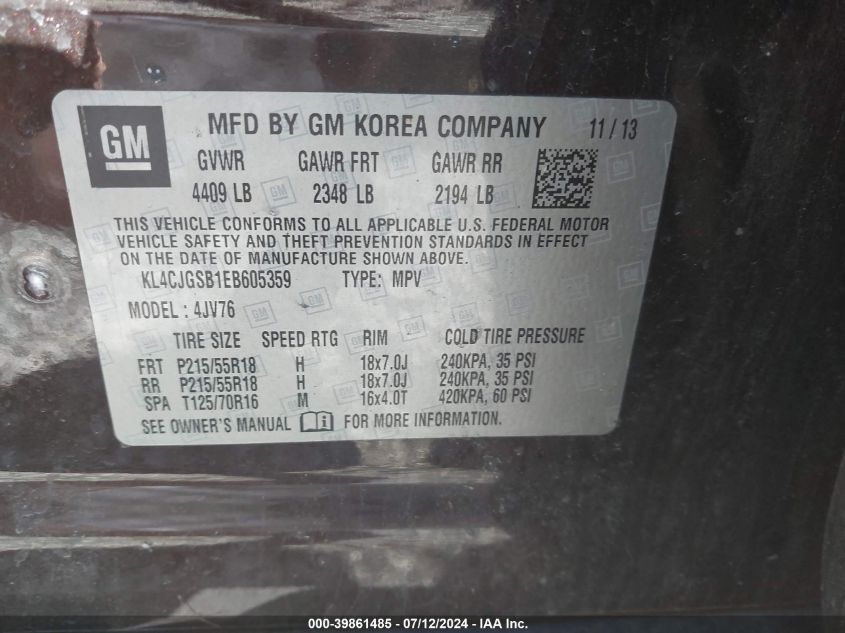 GM MFD BY GM KOREA COMPANY 11/13
GVWR GAWR FRT GAWR RR
4409 LB 2348 LB 2194 LB
THIS VEHICLE CONFORMS TO ALL APPLICABLE U.S. FEDERAL MOTOR
VEHICLE SAFETY AND THEFT PREVENTION STANDARDS IN EFFECT
ON THE DATE OF MANUFACTURE SHOWN ABOVE.
KL4CJGSB1EB605359 TYPE: MPV
MODEL : 4JV76
TIRE SIZE SPEED RTG RIM COLD TIRE PRESSURE
FRT P215/55R18 H 18x7.0J 240KPA, 35 PSI
RR P215/55R18 H 18x7.0J 240KPA, 35 PSI
SPA T125/70R16 M 16x4.0T 420KPA, 60 PSI
SEE OWNER'S MANUAL FOR MORE INFORMATION.
000-39861485 - 07/12/2024 - IAA Inc.